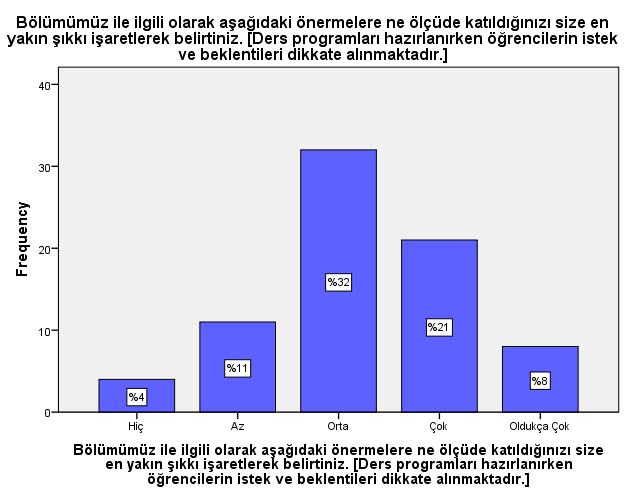 Bölümümüz ile ilgili olarak aşağıdaki önermelere ne ölçüde katıldığınızı size en
yakın şıkkı işaretlerek belirtiniz. [Ders programları hazırlanırken öğrencilerin istek
ve beklentileri dikkate alınmaktadır.]
40
30
20
10
0
Frequency
%4
%11
%32
%21
%8
Hiç
Az
Orta
Çok
Oldukça Çok
Bölümümüz ile ilgili olarak aşağıdaki önermelere ne ölçüde katıldığınızı size
en yakın şıkkı işaretlerek belirtiniz. [Ders programları hazırlanırken
öğrencilerin istek ve beklentileri dikkate alınmaktadır.]